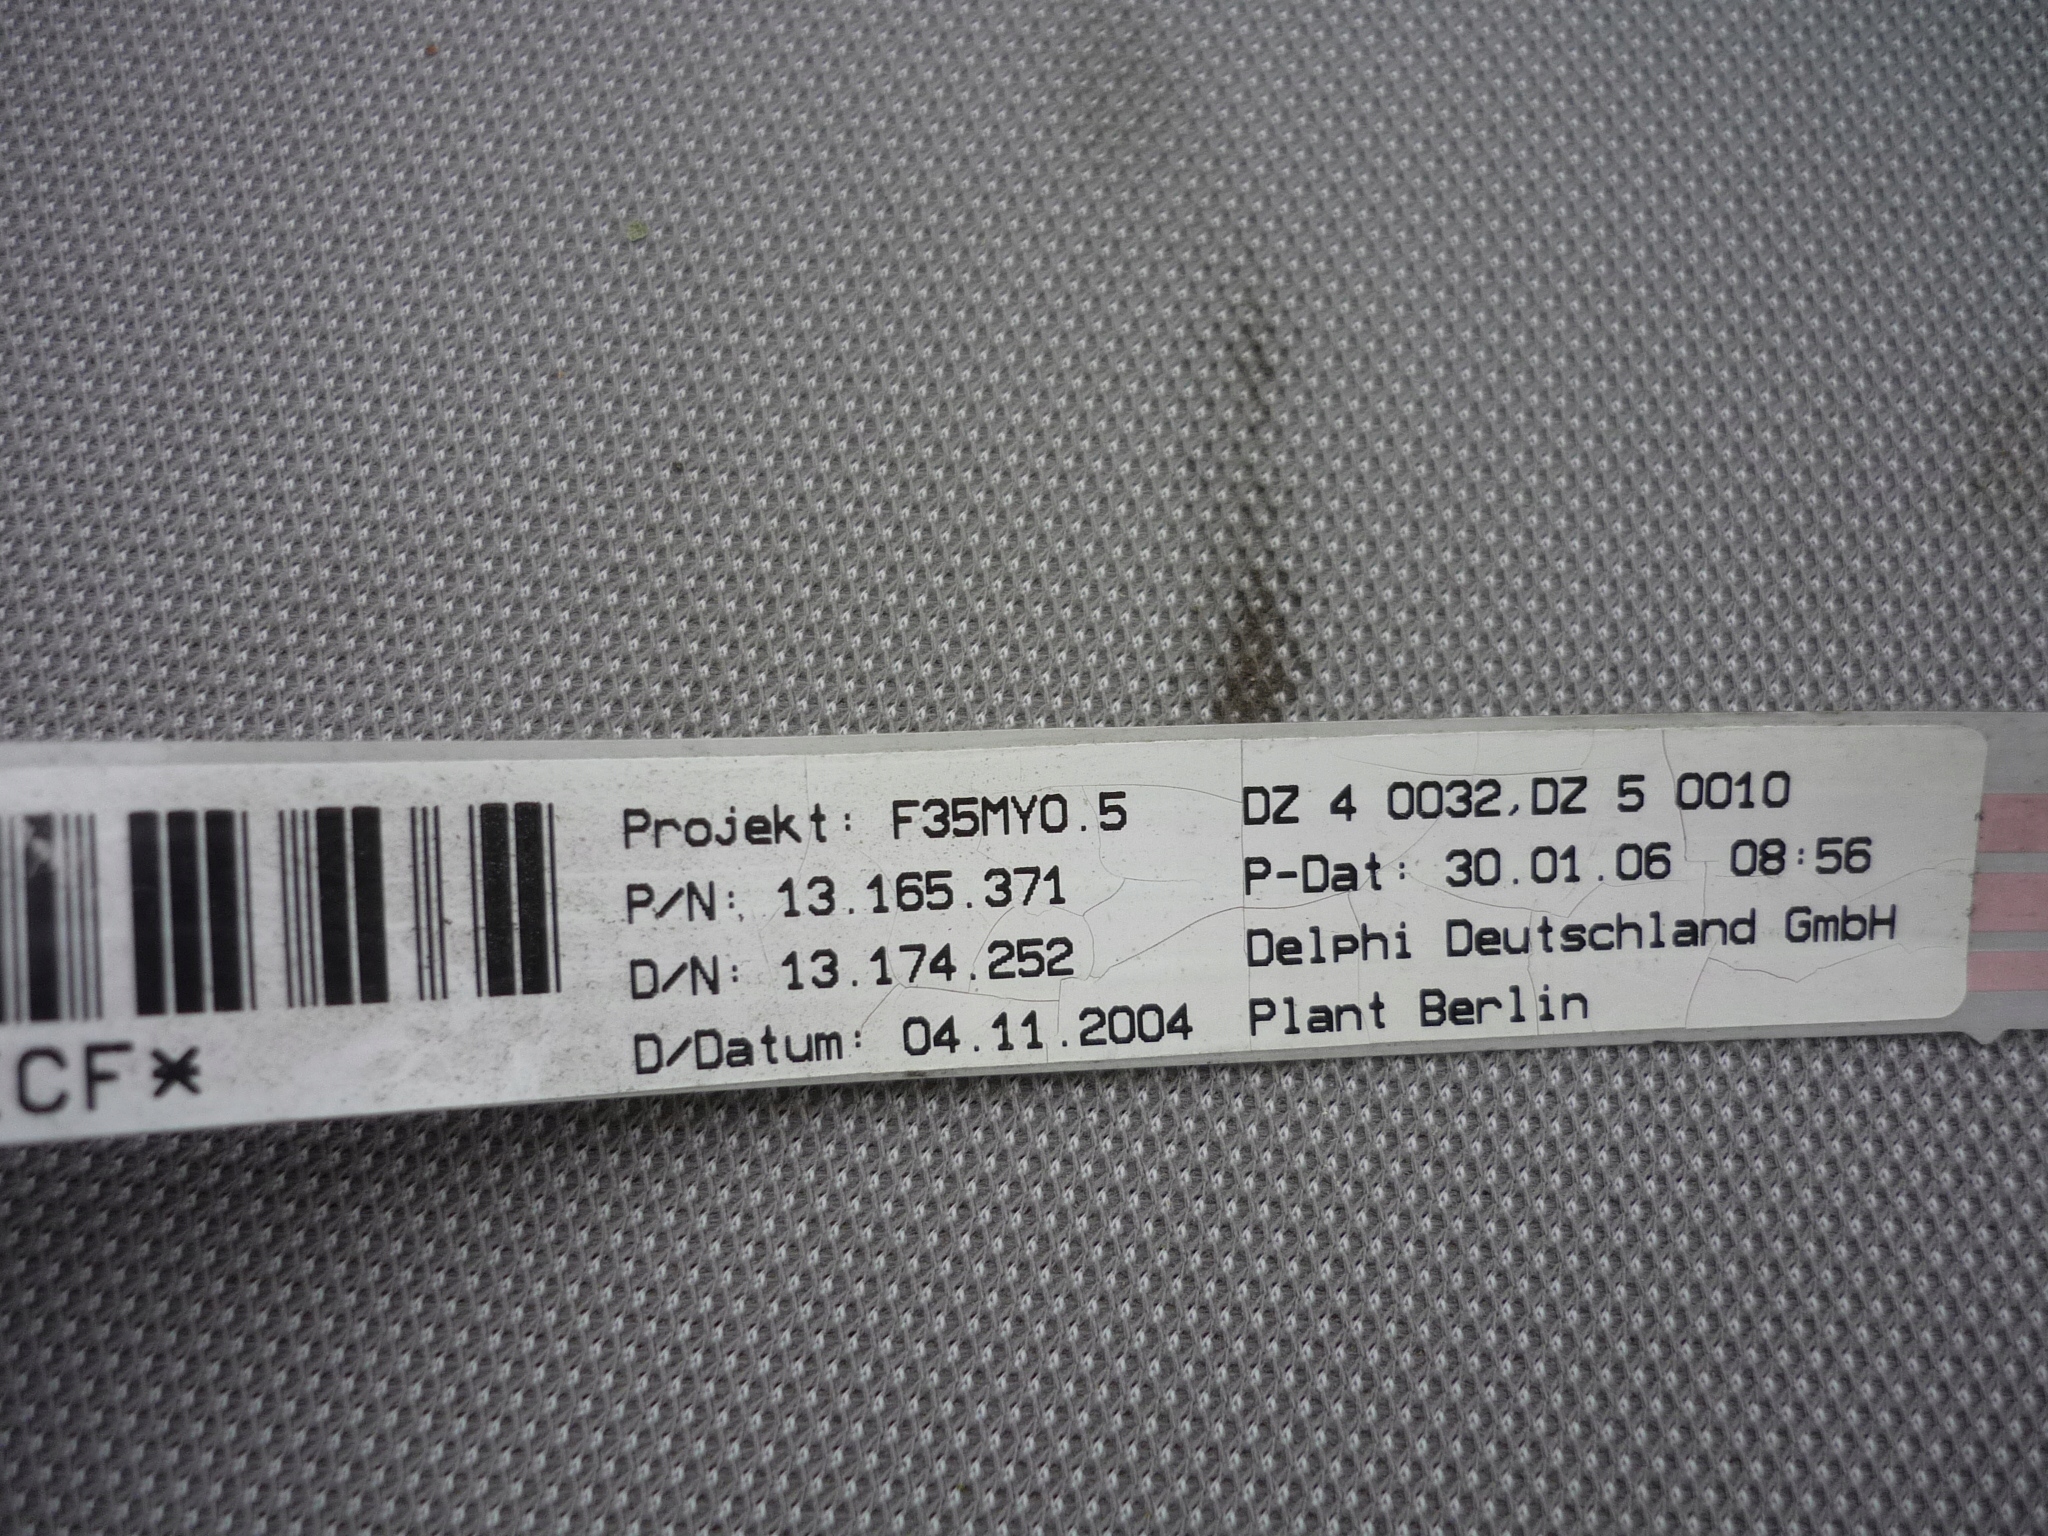 CF*
Projekt: F35MY0.5
P/N: 13.165.371
D/N: 13.174.252
D/Datum: 04.11.2004
DZ 4 0032,DZ 5 0010
P-Dat: 30.01.06 08:56
Delphi Deutschland GmbH
Plant Berlin